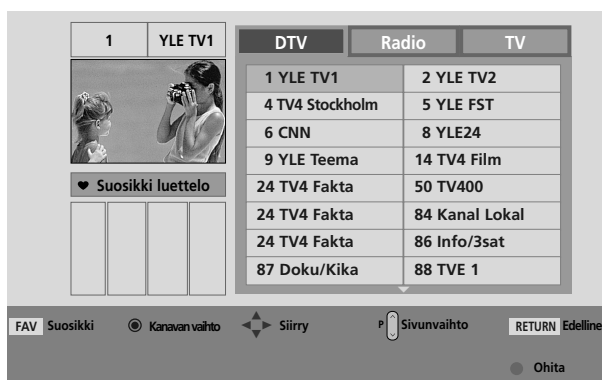 1 YLE TV1
DTV Radio TV
1 YLE TV1 2 YLE TV2
4 TV4 Stockholm 5 YLE FST
6 CNN 8 YLE24
9 YLE Teema 14 TV4 Film
♥ Suosikki luettelo
24 TV4 Fakta 50 TV400
24 TV4 Fakta 84 Kanal Lokal
24 TV4 Fakta 86 Info/3sat
87 Doku/Kika 88 TVE 1
FAV Suosikki Kanavan vaihto Siirry P Sivunvaihto RETURN Edelline
Ohita